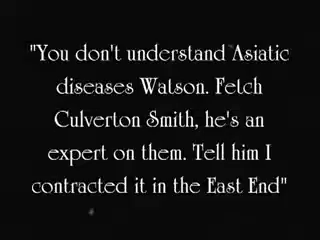 "You don't understand Asiatic
diseases Watson. Fetch
Culverton Smith, he's an
expert on them. Tell him I
contracted it in the East End"